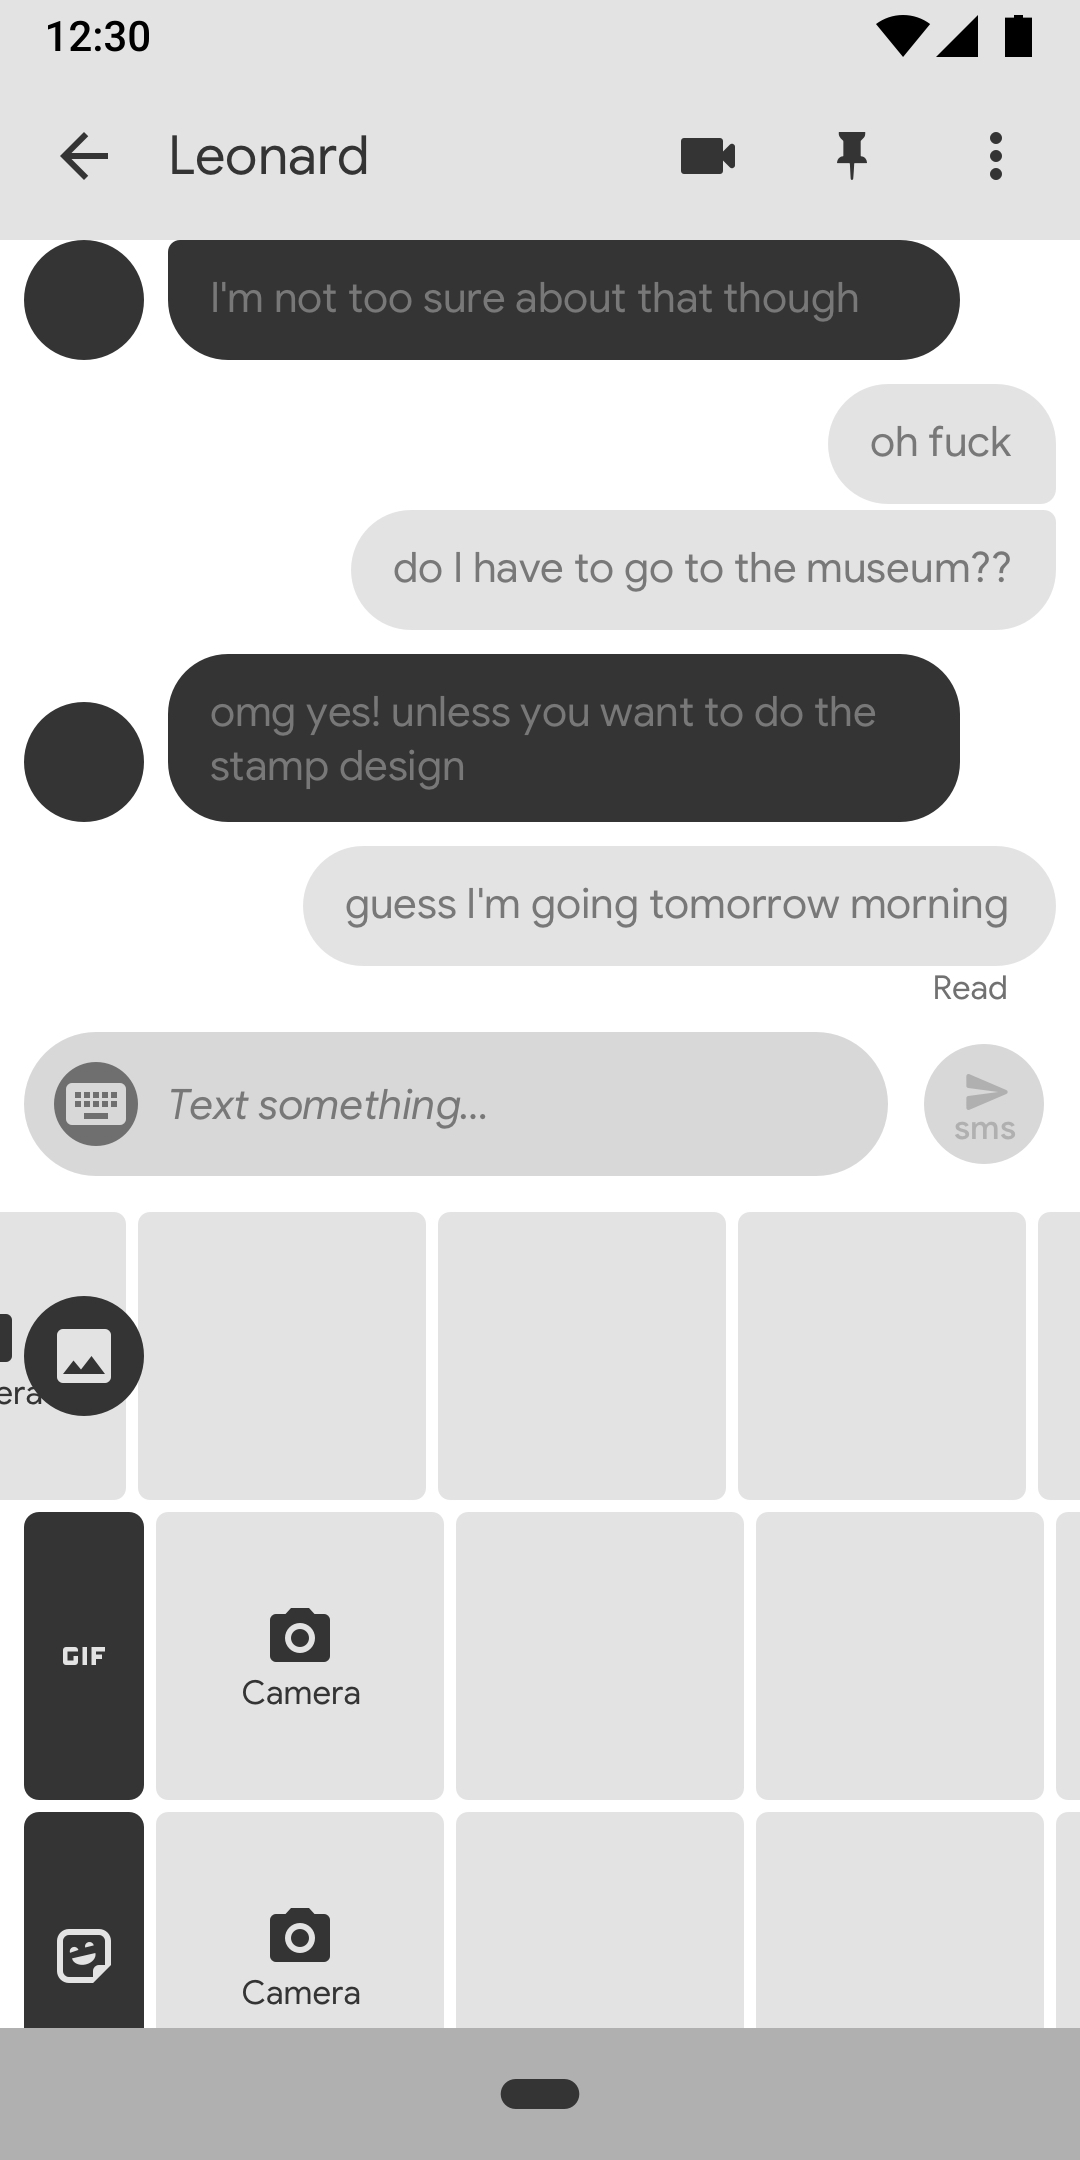 12:30
Leonard
I'm not too sure about that though
oh fuck
do I have to go to the museum??
omg yes! unless you want to do the
stamp design
guess I'm going tomorrow morning
Read
Text something...
sms
era
GIF
Camera
Camera